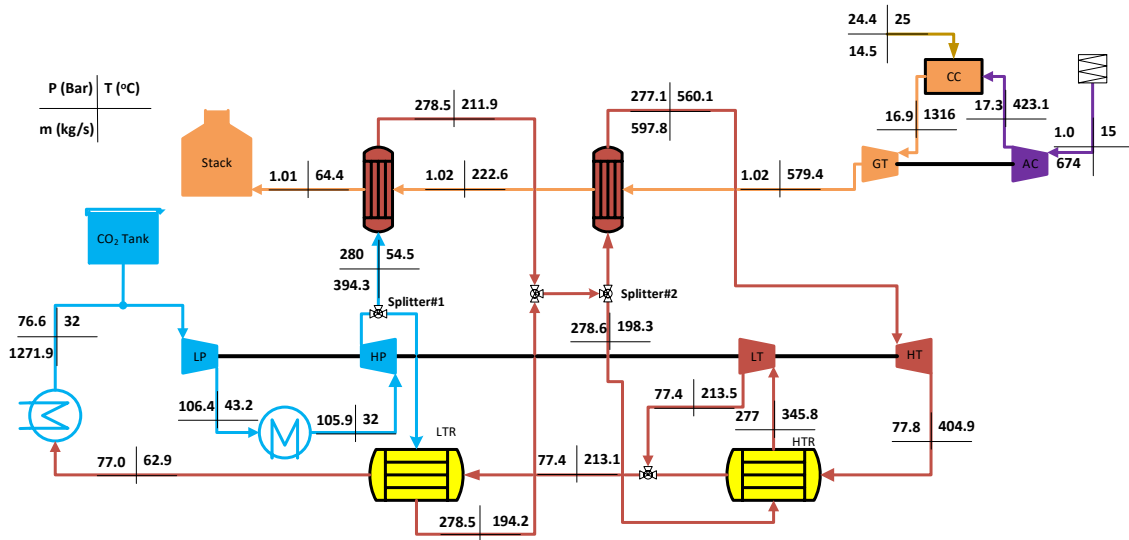 24.4 25
14.5
P (Bar) T (°C)
m (kg/s)
CC
278.5 211.9
277.1 560.1
597.8
17.3 423.1
16.9 1316
1.0 15
674
Stack
GT
AC
1.01 64.4
1.02 222.6
1.02 579.4
CO₂ Tank
280 54.5
394.3
Splitter#1
Splitter#2
76.6 32
1271.9
278.6 198.3
LP
HP
LT
HT
106.4 43.2
105.9 32
77.4 213.5
277 345.8
77.8 404.9
LTR
HTR
77.0 62.9
77.4 213.1
278.5 194.2